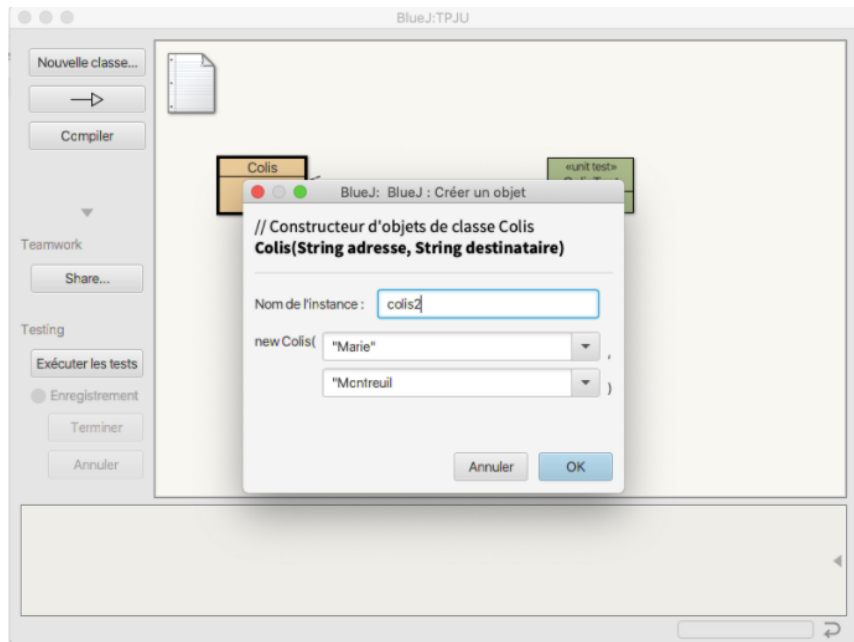 BlueJ:TPJU
Nouvelle classe...
Compiler
Colis
«unit test»
BlueJ: BlueJ : Créer un objet
// Constructeur d'objets de classe Colis
Colis(String adresse, String destinataire)
Nom de l'instance :
colis2
new Colis(
"Marie"
,
"Montreuil
)
Annuler
OK
Teamwork
Share...
Testing
Exécuter les tests
Enregistrement
Terminer
Annuler